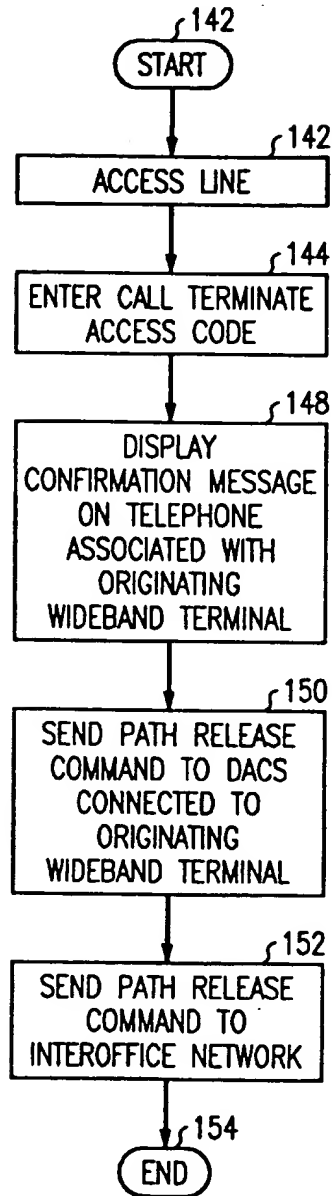 142
START
142
ACCESS LINE
144
ENTER CALL TERMINATE
ACCESS CODE
148
DISPLAY
CONFIRMATION MESSAGE
ON TELEPHONE
ASSOCIATED WITH
ORIGINATING
WIDEBAND TERMINAL
150
SEND PATH RELEASE
COMMAND TO DACS
CONNECTED TO
ORIGINATING
WIDEBAND TERMINAL
152
SEND PATH RELEASE
COMMAND TO
INTEROFFICE NETWORK
154
END